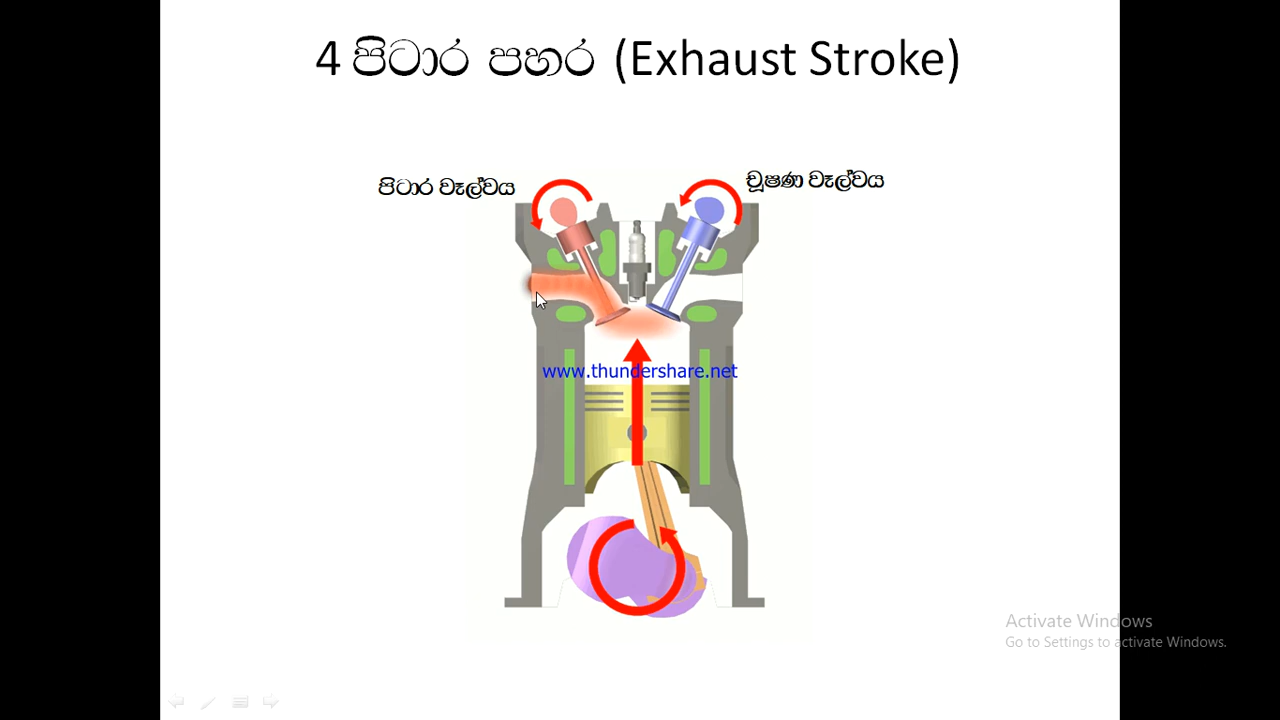 4 පිටාර පහර (Exhaust Stroke)
පිටාර වෑල්වය
චූෂණ වෑල්වය
www.thundershare.net
Activate Windows
Go to Settings to activate Windows.